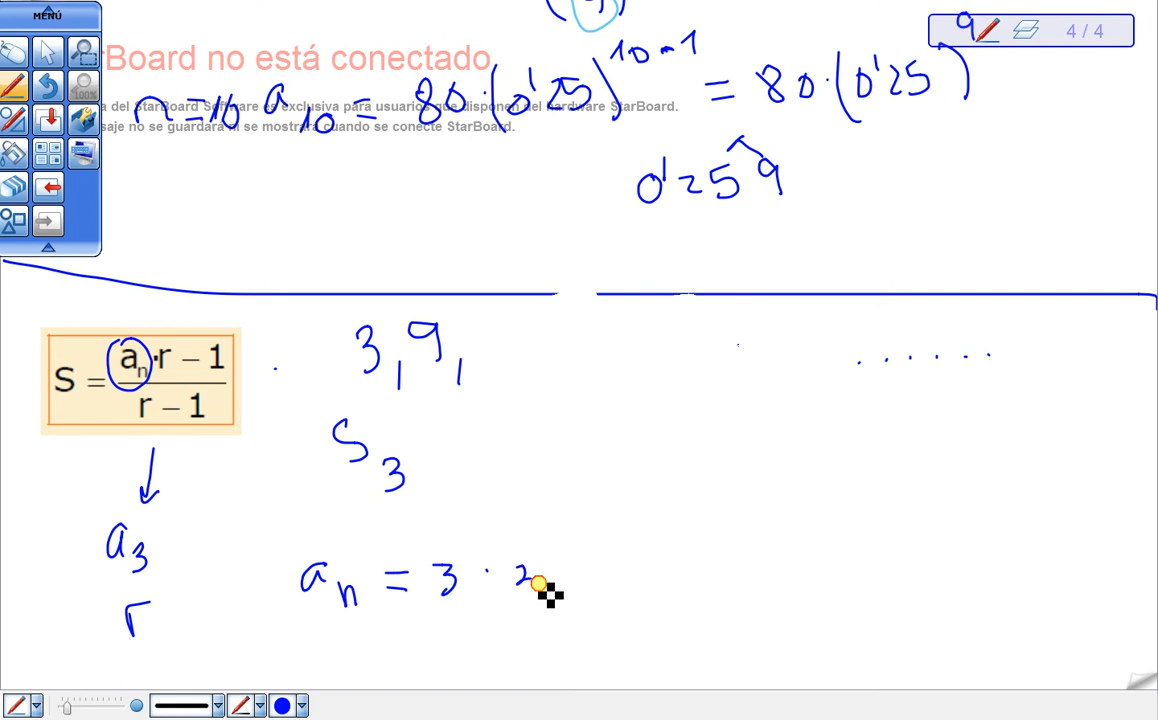 MENÚ
Board no está conectado
4 / 4
a del StarBoard Software es exclusiva para usuarios que disponen del hardware StarBoard.
saje no se guardará ni se mostrará cuando se conecte StarBoard.
n=10 a10 = 80·(0'25)^10-1 = 80·(0'25)^9
0'25^9
S = (an·r − 1)/(r − 1)
3, 9, ......
S3
a3
r
an = 3 ·
100%